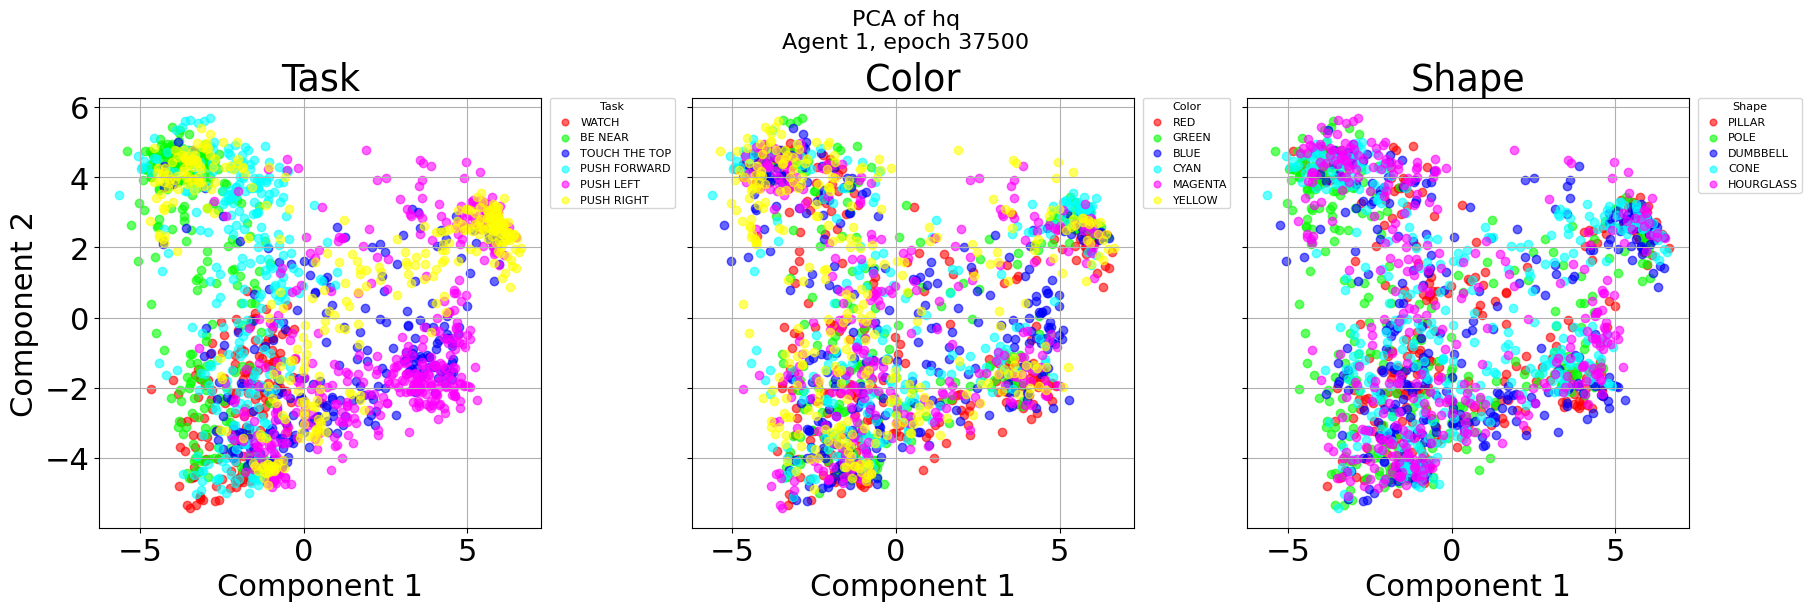 PCA of hq
Agent 1, epoch 37500
Task
Color
Shape
Component 2
6
4
2
0
−2
−4
−5
0
5
Component 1
Task
WATCH
BE NEAR
TOUCH THE TOP
PUSH FORWARD
PUSH LEFT
PUSH RIGHT
−5
0
5
Component 1
Color
RED
GREEN
BLUE
CYAN
MAGENTA
YELLOW
−5
0
5
Component 1
Shape
PILLAR
POLE
DUMBBELL
CONE
HOURGLASS